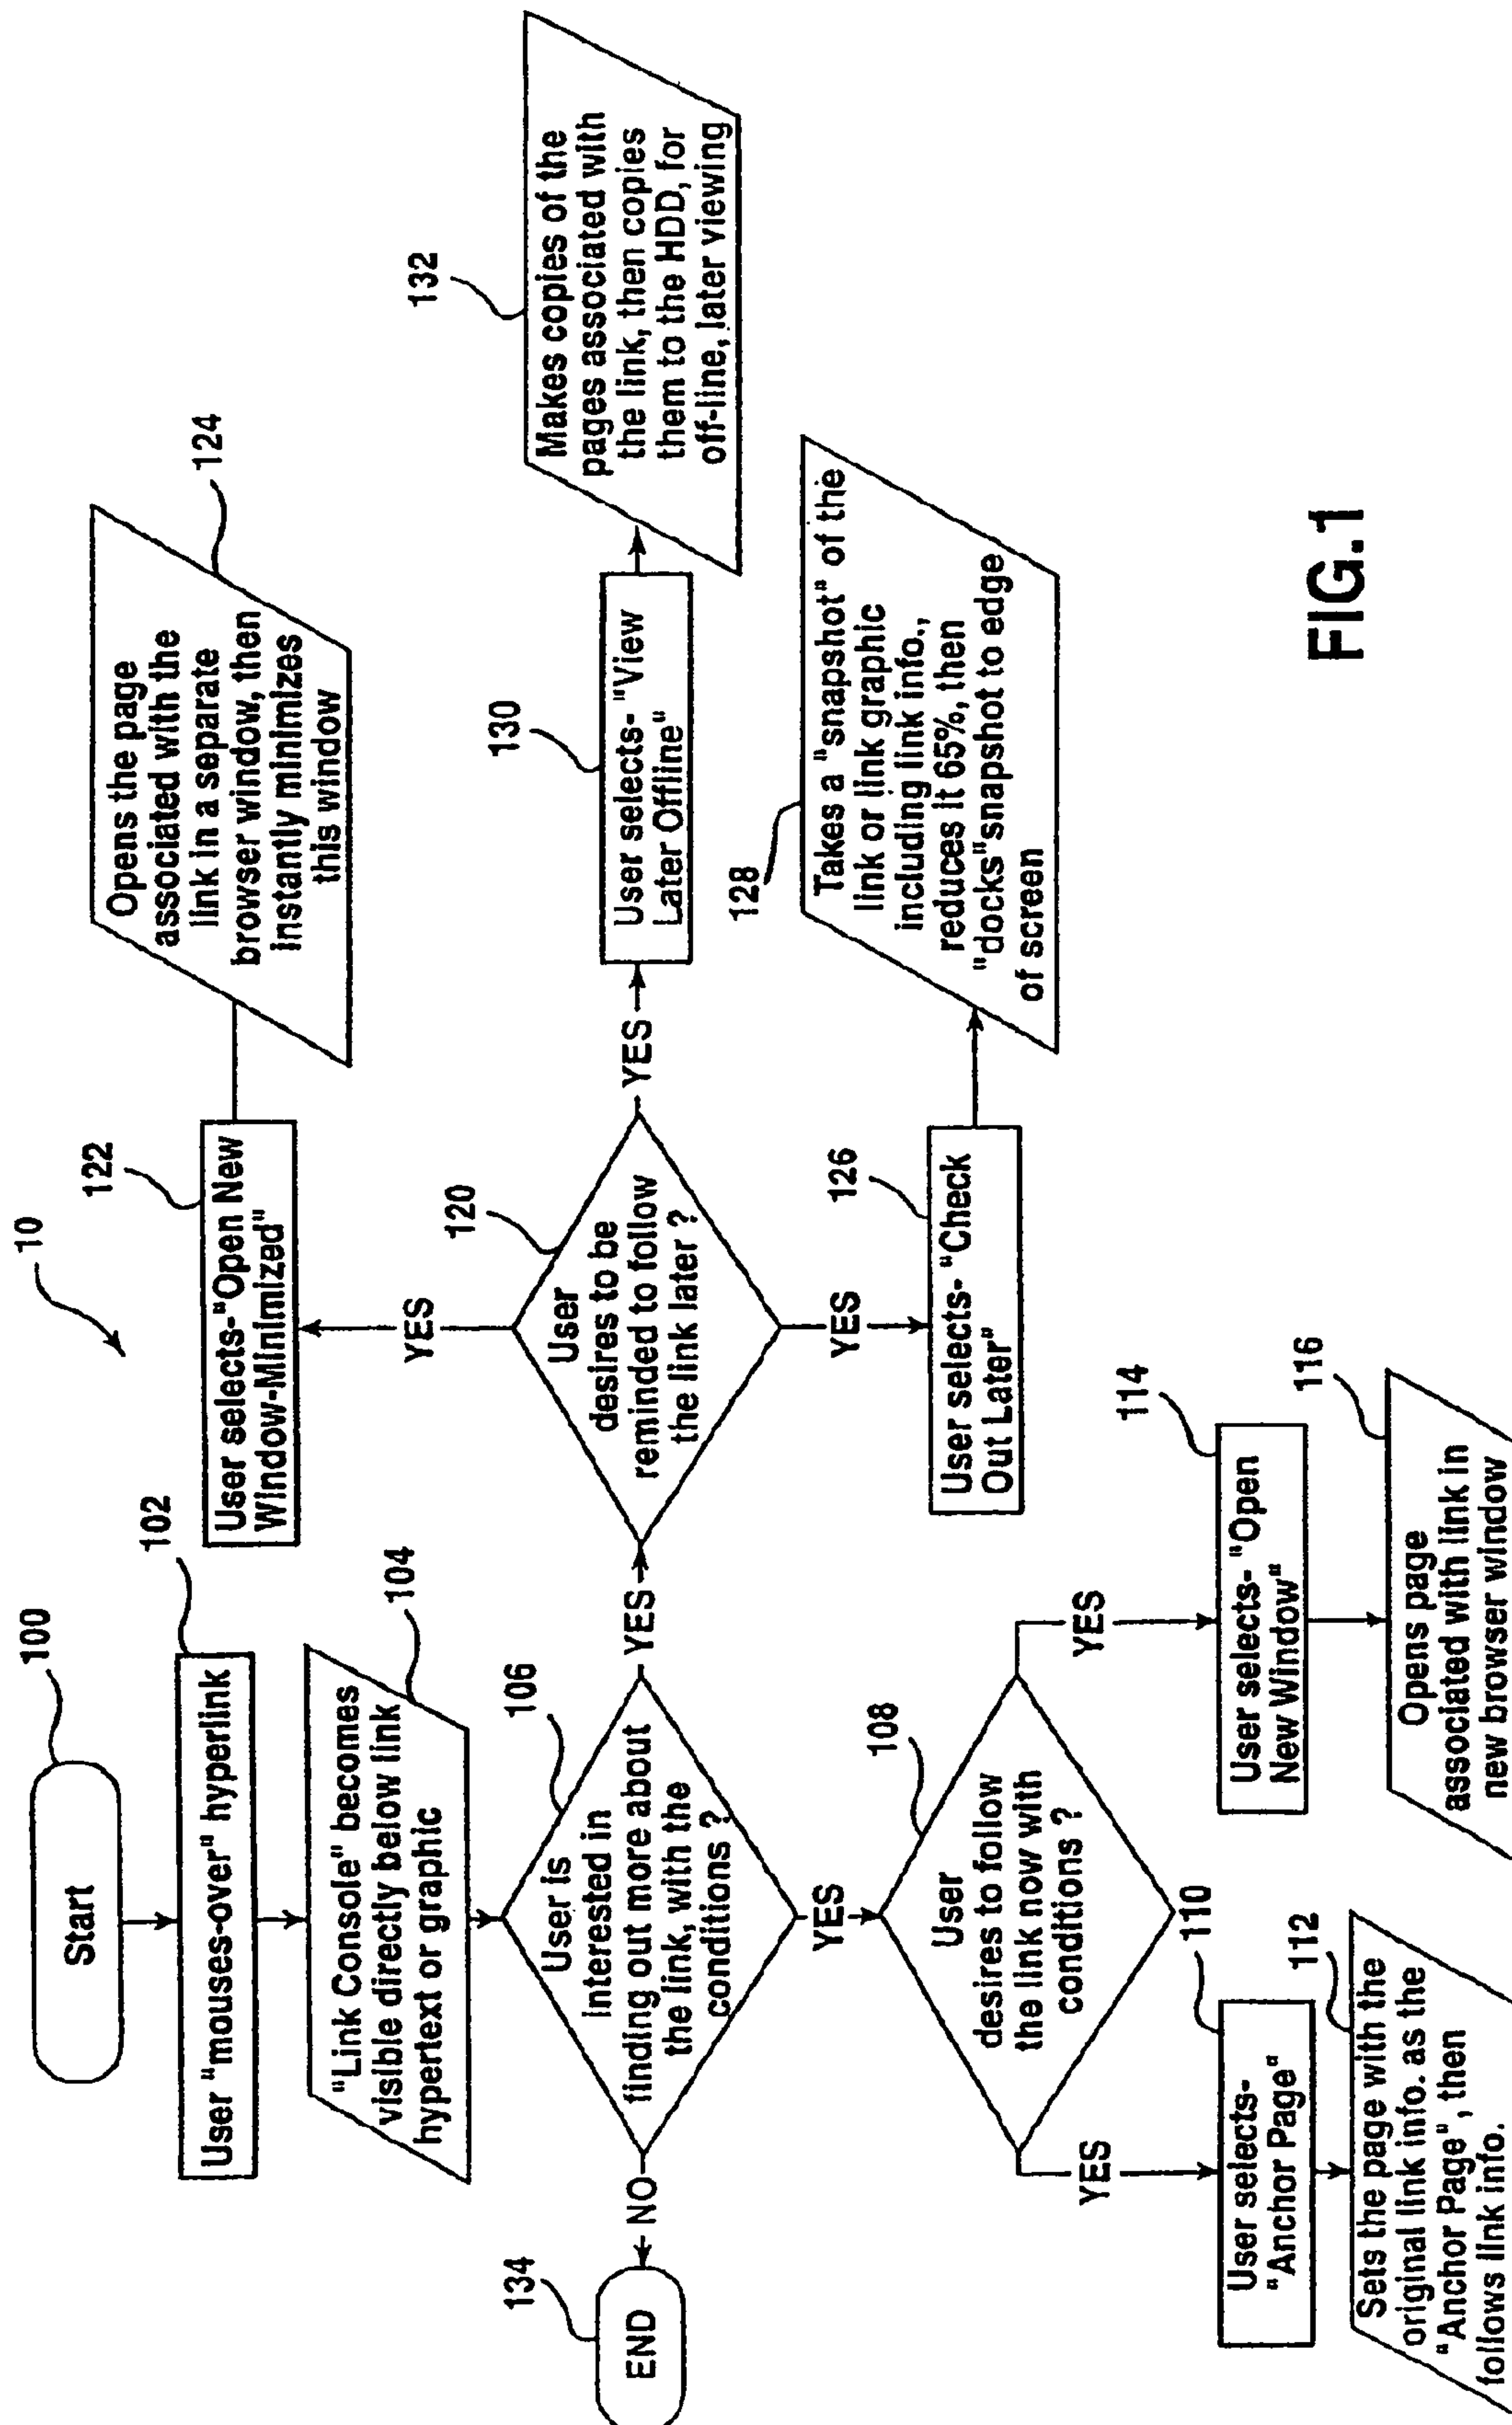 10
100
Start
102
User "mouses-over" hyperlink
104
"Link Console" becomes
visible directly below link
hypertext or graphic
106
User is
interested in
finding out more about
the link, with the
conditions ?
NO
134
END
YES
YES
120
User
desires to be
reminded to follow
the link later ?
YES
122
User selects-"Open New
Window-Minimized"
124
Opens the page
associated with the
link in a separate
browser window, then
instantly minimizes
this window
YES
130
User selects- "View
Later Offline"
132
Makes copies of the
pages associated with
the link, then copies
them to the HDD, for
off-line, later viewing
YES
126
User selects- "Check
Out Later"
128
Takes a "snapshot" of the
link or link graphic
including link info.,
reduces it 65%, then
"docks"snapshot to edge
of screen
108
User
desires to follow
the link now with
conditions ?
YES
110
User selects-
"Anchor Page"
112
Sets the page with the
original link info. as the
"Anchor Page", then
follows link info.
YES
114
User selects- "Open
New Window"
116
Opens page
associated with link in
new browser window
FIG.1